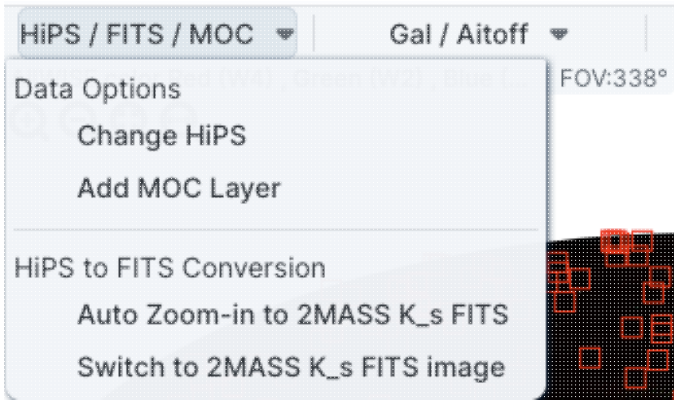 HiPS / FITS / MOC Gal / Aitoff
Data Options
FOV:338°
Change HiPS
Add MOC Layer
HiPS to FITS Conversion
Auto Zoom-in to 2MASS K_s FITS
Switch to 2MASS K_s FITS image